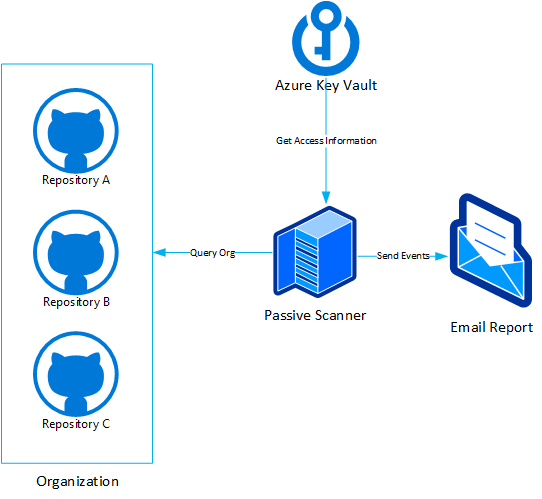 Azure Key Vault
Get Access Information
Repository A
Repository B
Query Org
Send Events
Passive Scanner
Email Report
Repository C
Organization